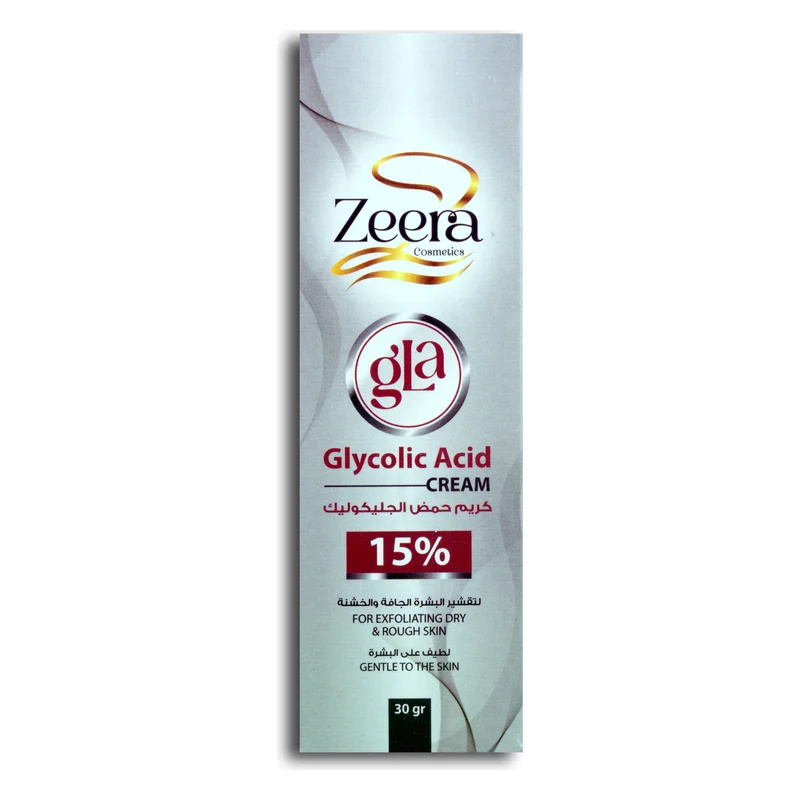 Zeera
Cosmetics
gLa
Glycolic Acid
CREAM
كريم حمض الجليكوليك
15%
لتقشير البشرة الجافة والخشنة
FOR EXFOLIATING DRY
& ROUGH SKIN
لطيف على البشرة
GENTLE TO THE SKIN
30 gr